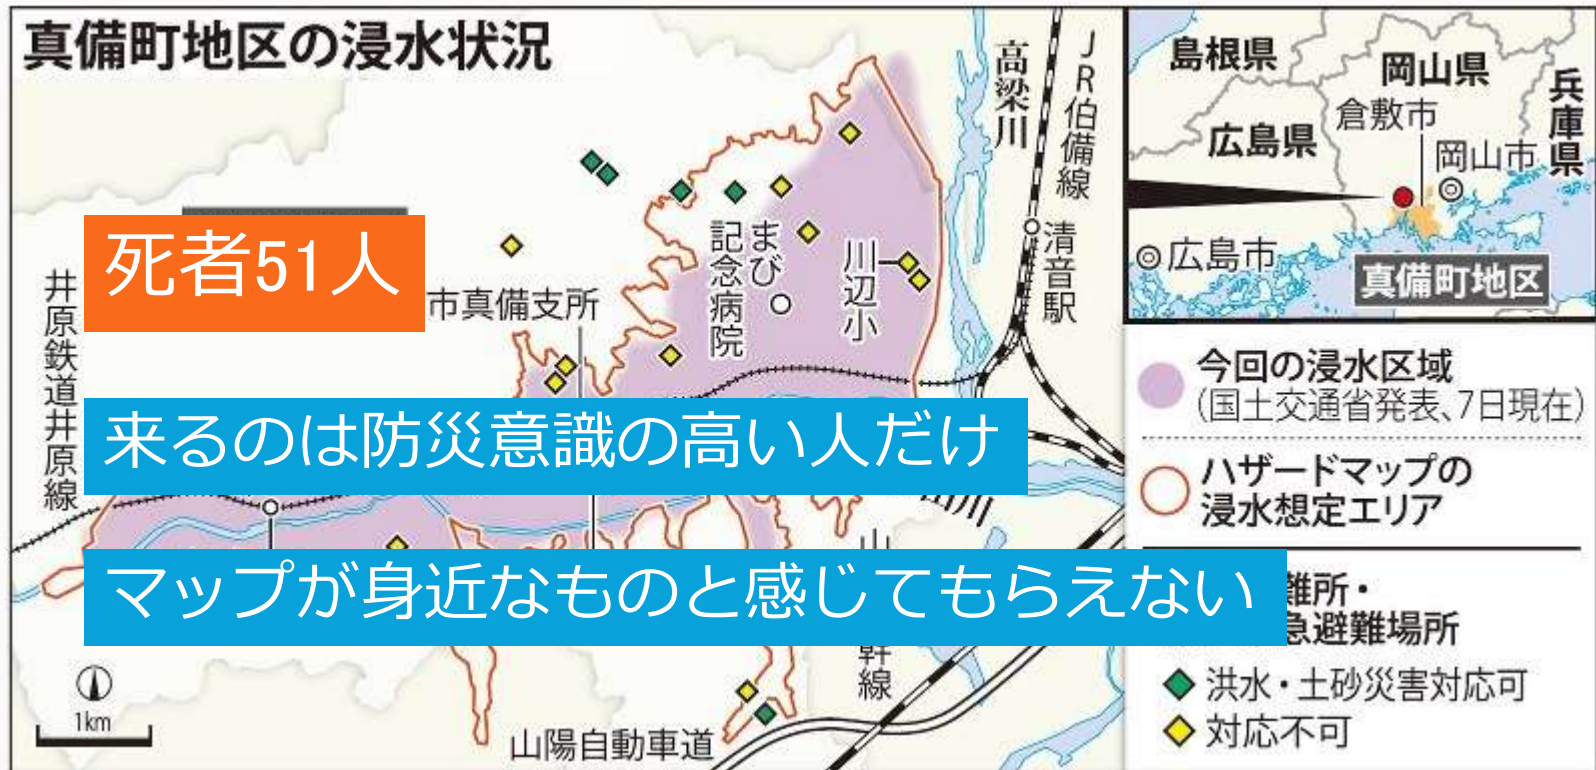 真備町地区の浸水状況
高梁川
JR伯備線
清音駅
死者51人
市真備支所
まび
記念病院
川辺小
井原鉄道井原線
来るのは防災意識の高い人だけ
マップが身近なものと感じてもらえない
山陽自動車道
1km
島根県
岡山県
兵庫県
倉敷市
広島県
岡山市
広島市
真備町地区
今回の浸水区域
(国土交通省発表、7日現在)
ハザードマップの
浸水想定エリア
難所・
急避難場所
洪水・土砂災害対応可
対応不可